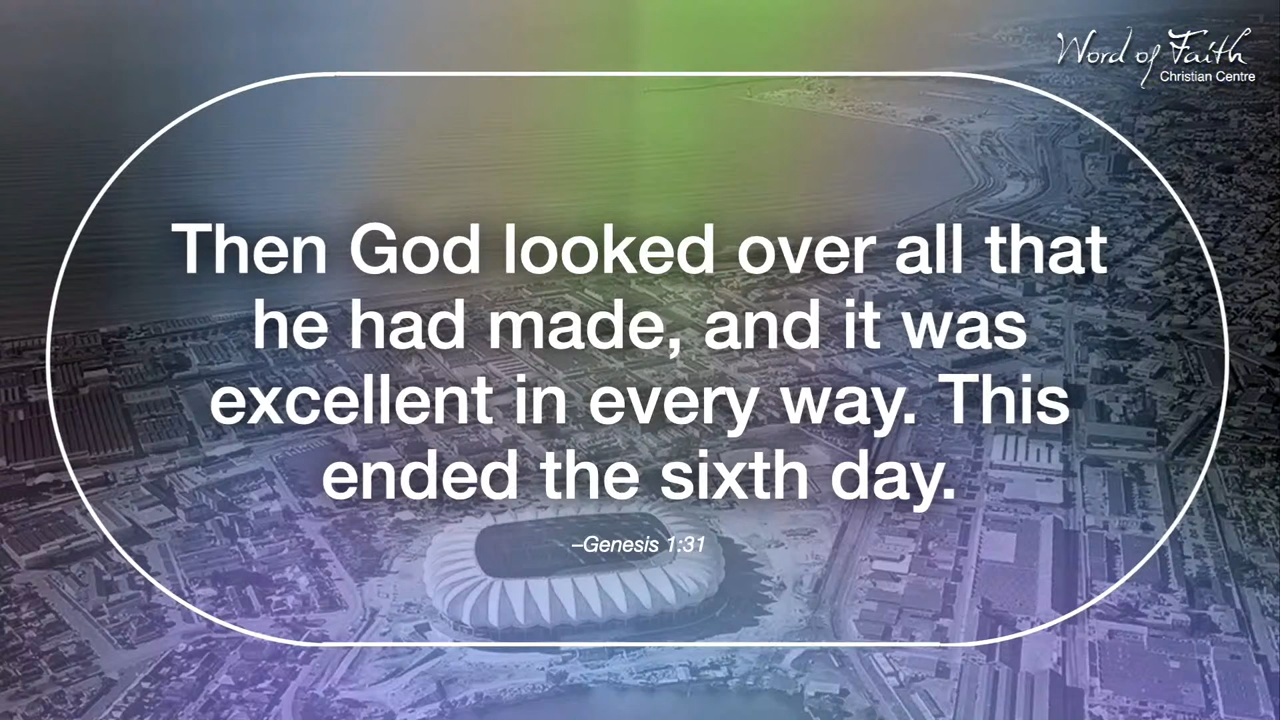 Word of Faith
Christian Centre
Then God looked over all that
he had made, and it was
excellent in every way. This
ended the sixth day.
–Genesis 1:31